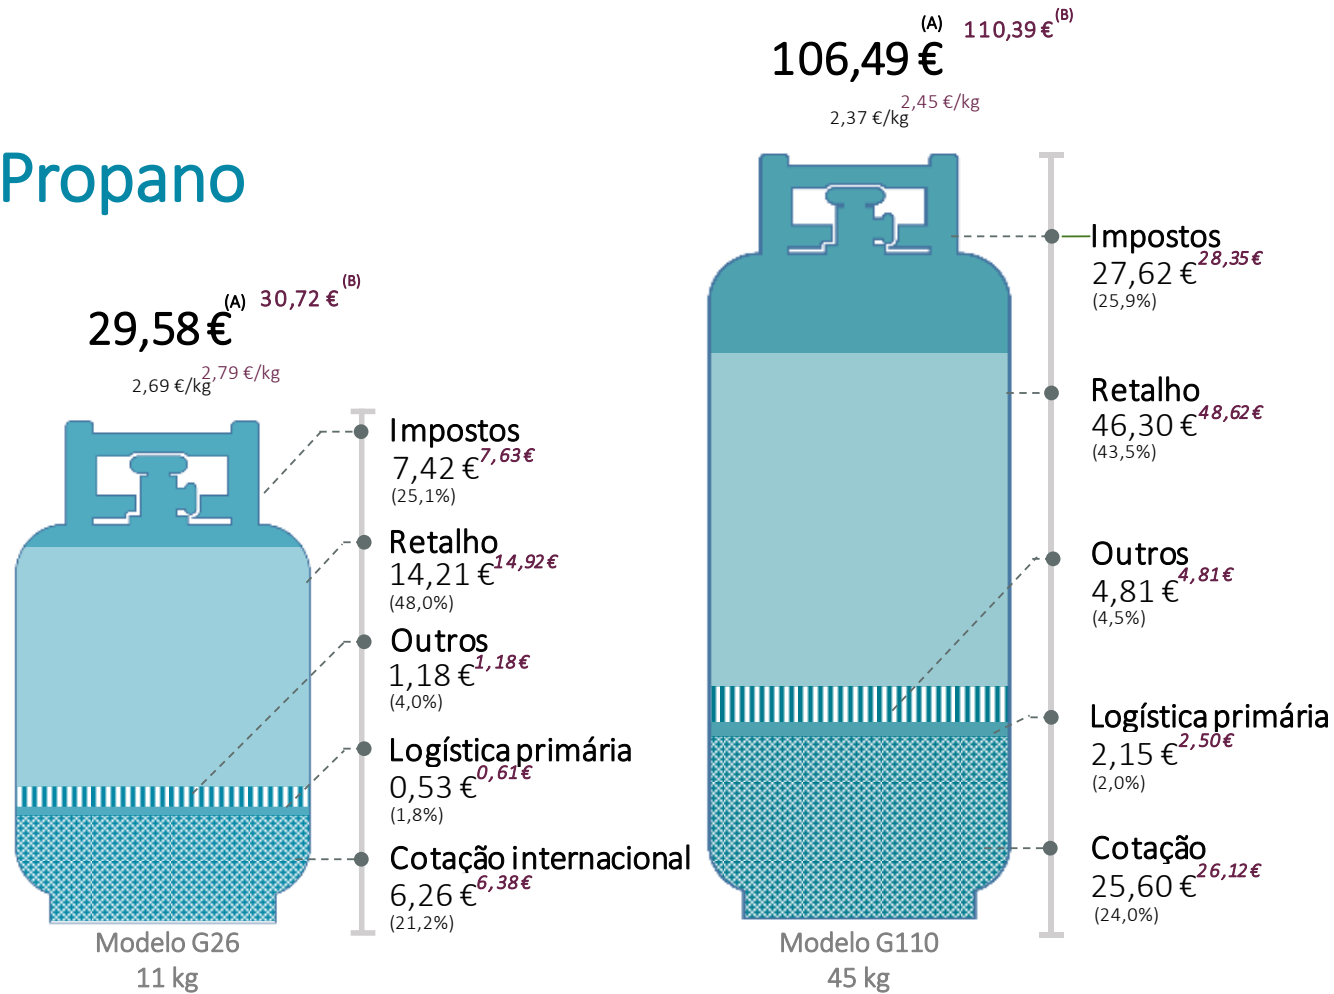 Propano
29,58 € (A) 30,72 € (B)
2,69 €/kg 2,79 €/kg
Impostos
7,42 € 7,63€
(25,1%)
Retalho
14,21 € 14,92€
(48,0%)
Outros
1,18 € 1,18€
(4,0%)
Logística primária
0,53 € 0,61€
(1,8%)
Cotação internacional
6,26 € 6,38€
(21,2%)
Modelo G26
11 kg
106,49 € (A) 110,39 € (B)
2,37 €/kg 2,45 €/kg
Impostos
27,62 € 28,35€
(25,9%)
Retalho
46,30 € 48,62€
(43,5%)
Outros
4,81 € 4,81€
(4,5%)
Logística primária
2,15 € 2,50€
(2,0%)
Cotação
25,60 € 26,12€
(24,0%)
Modelo G110
45 kg